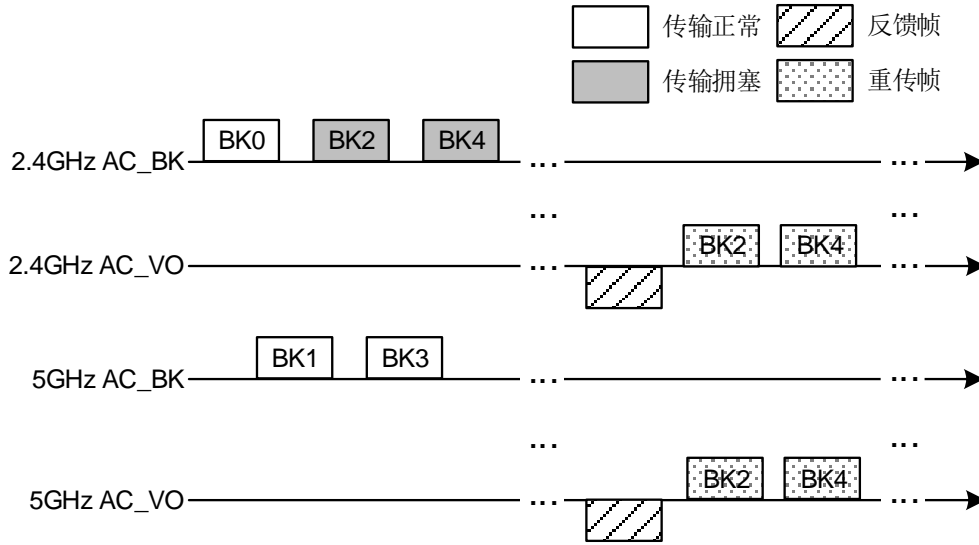 传输正常 反馈帧
传输拥塞 重传帧
BK0 BK2 BK4
2.4GHz AC_BK ... ...
... ...
BK2 BK4
2.4GHz AC_VO ... ...
BK1 BK3
5GHz AC_BK ... ...
... ...
BK2 BK4
5GHz AC_VO ... ...